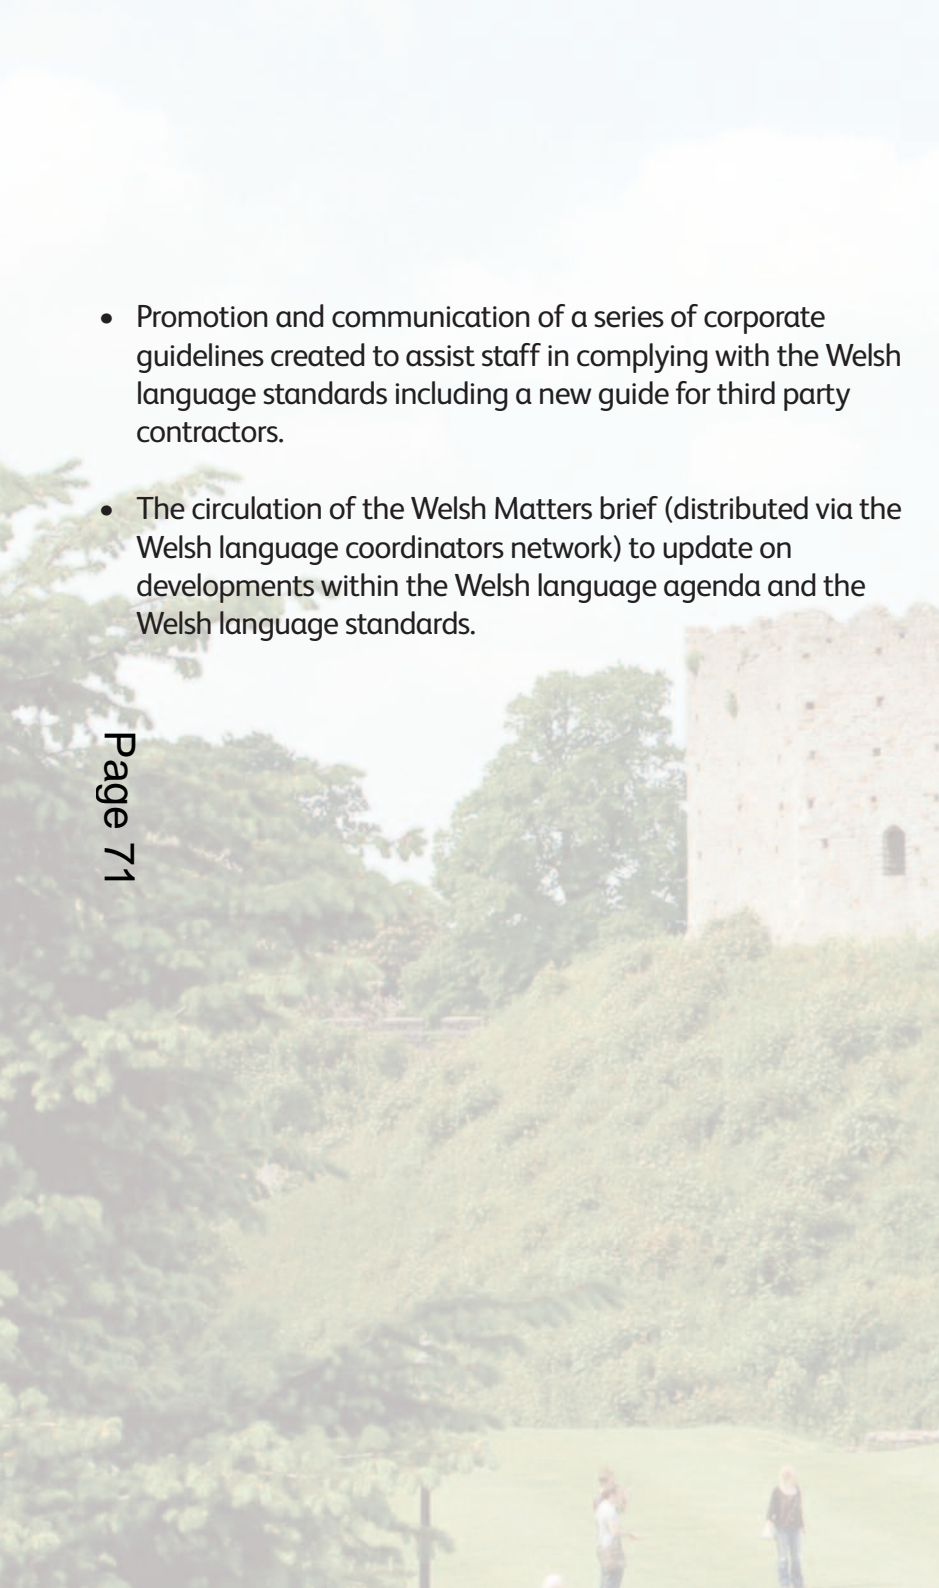 • Promotion and communication of a series of corporate
guidelines created to assist staff in complying with the Welsh
language standards including a new guide for third party
contractors.
• The circulation of the Welsh Matters brief (distributed via the
Welsh language coordinators network) to update on
developments within the Welsh language agenda and the
Welsh language standards.
Page 71